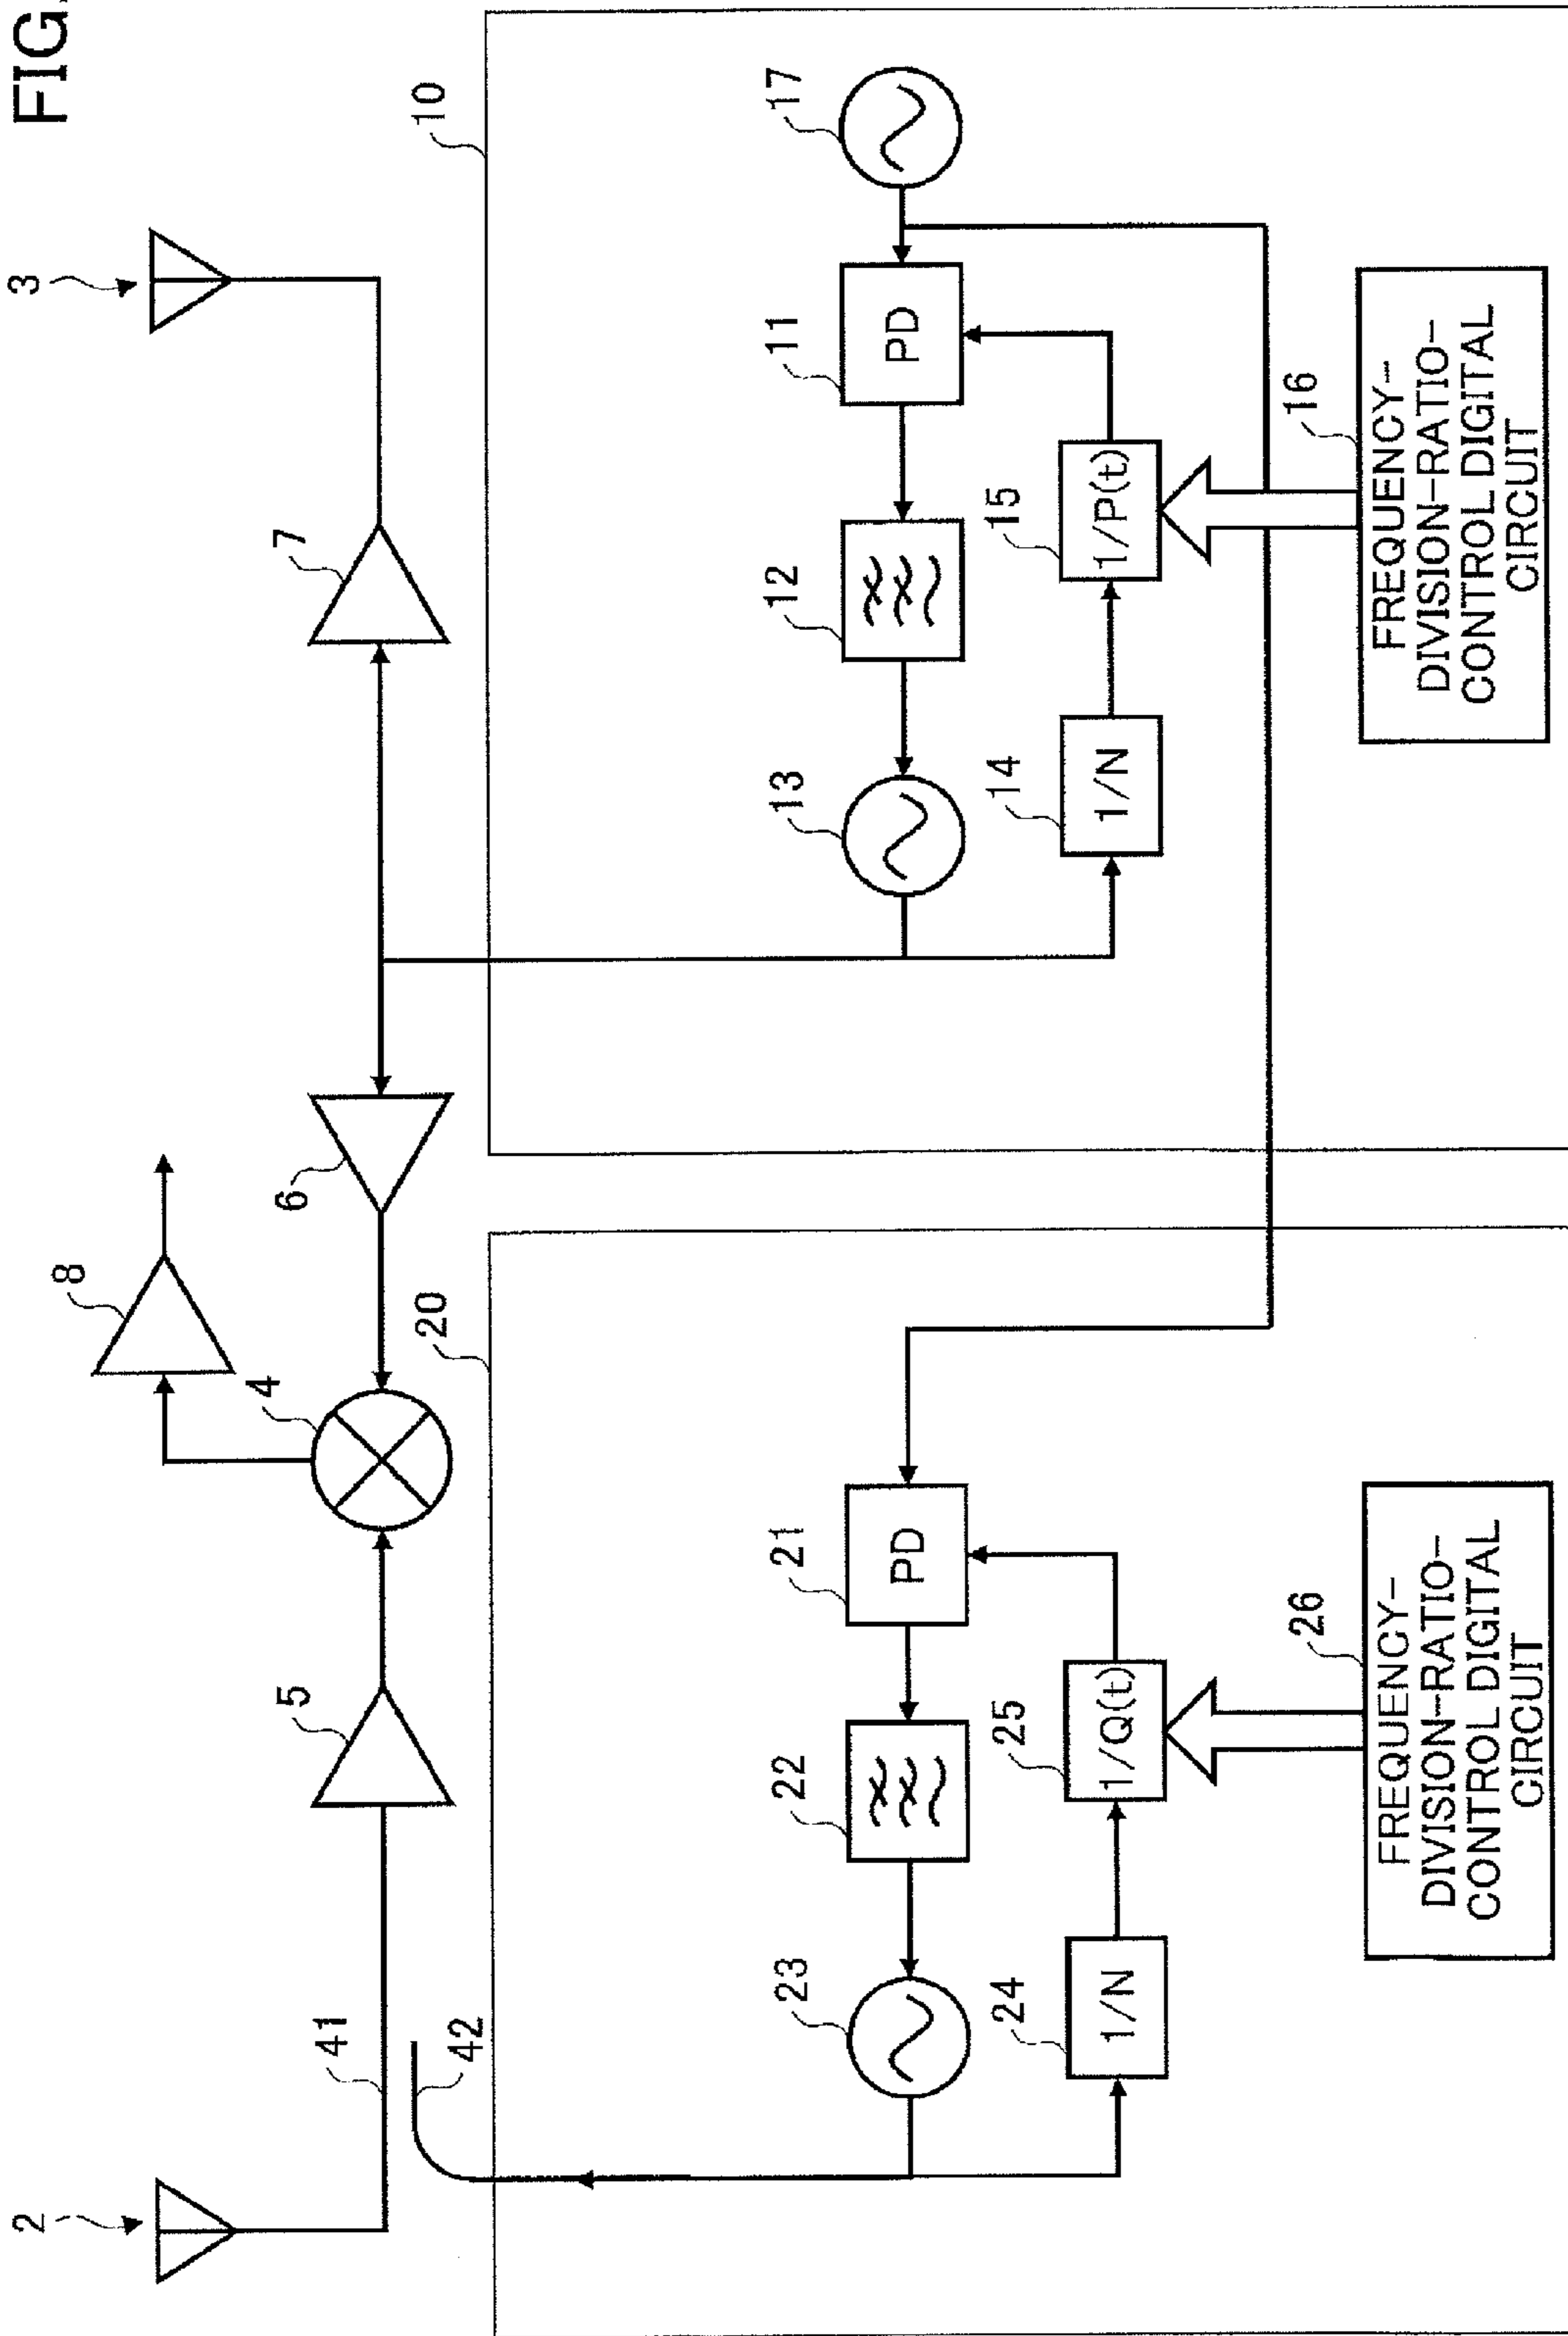 FIG.
3
10
7
17
11
PD
12
13
15
1/P(t)
14
1/N
16
FREQUENCY-
DIVISION-RATIO-
CONTROL DIGITAL
CIRCUIT
8
6
4
20
5
2
41
42
21
PD
22
23
25
1/Q(t)
24
1/N
26
FREQUENCY-
DIVISION-RATIO-
CONTROL DIGITAL
CIRCUIT